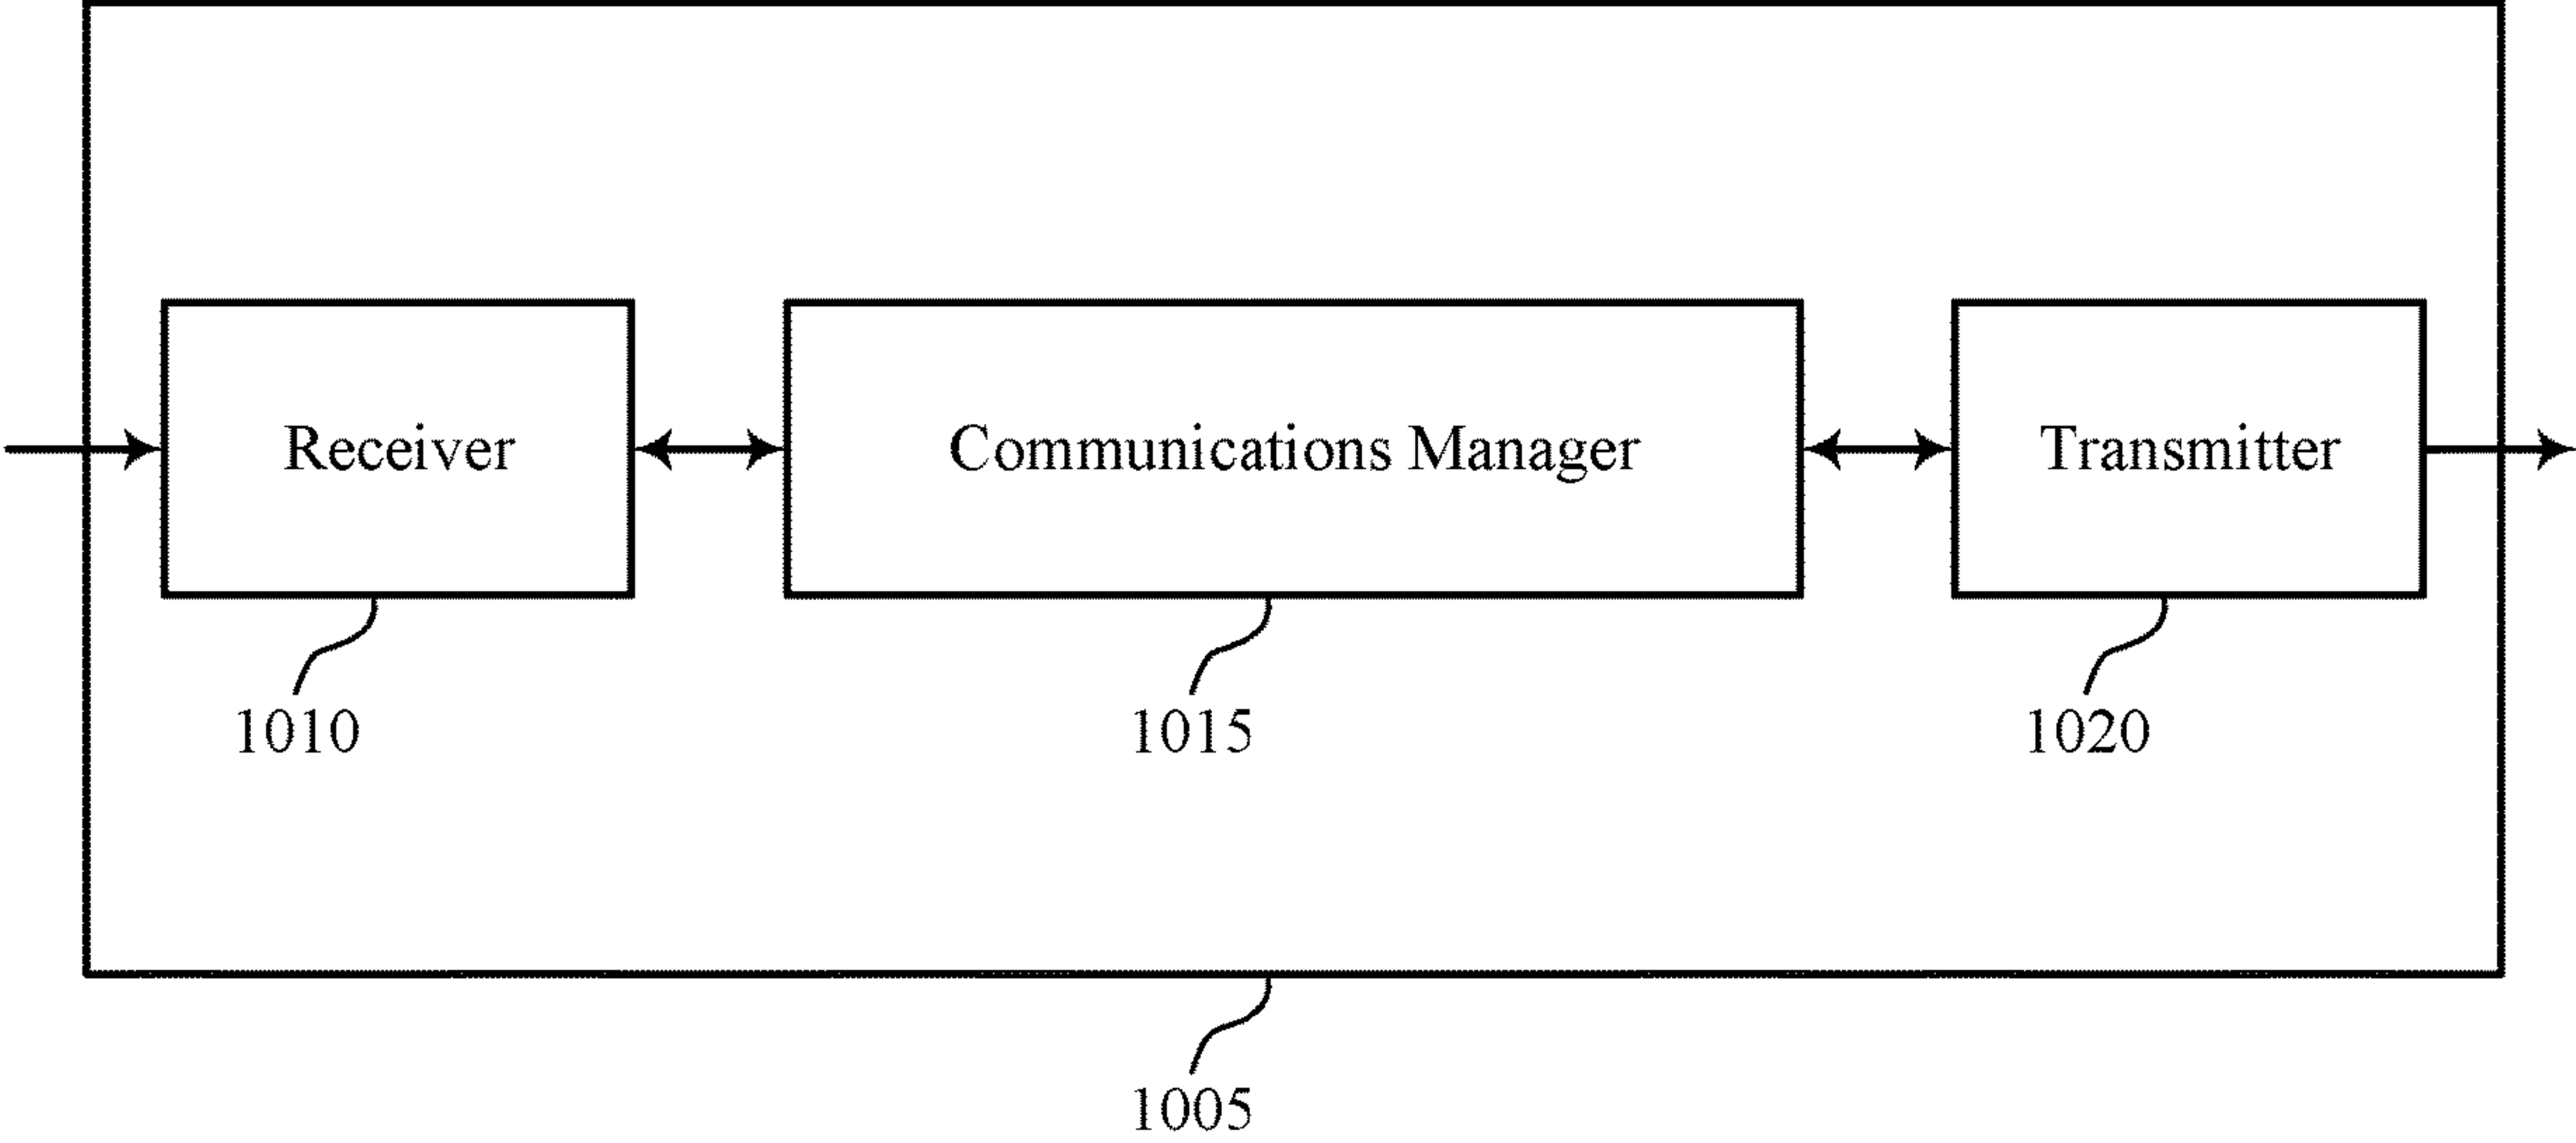 Receiver
Communications Manager
Transmitter
1010
1015
1020
1005